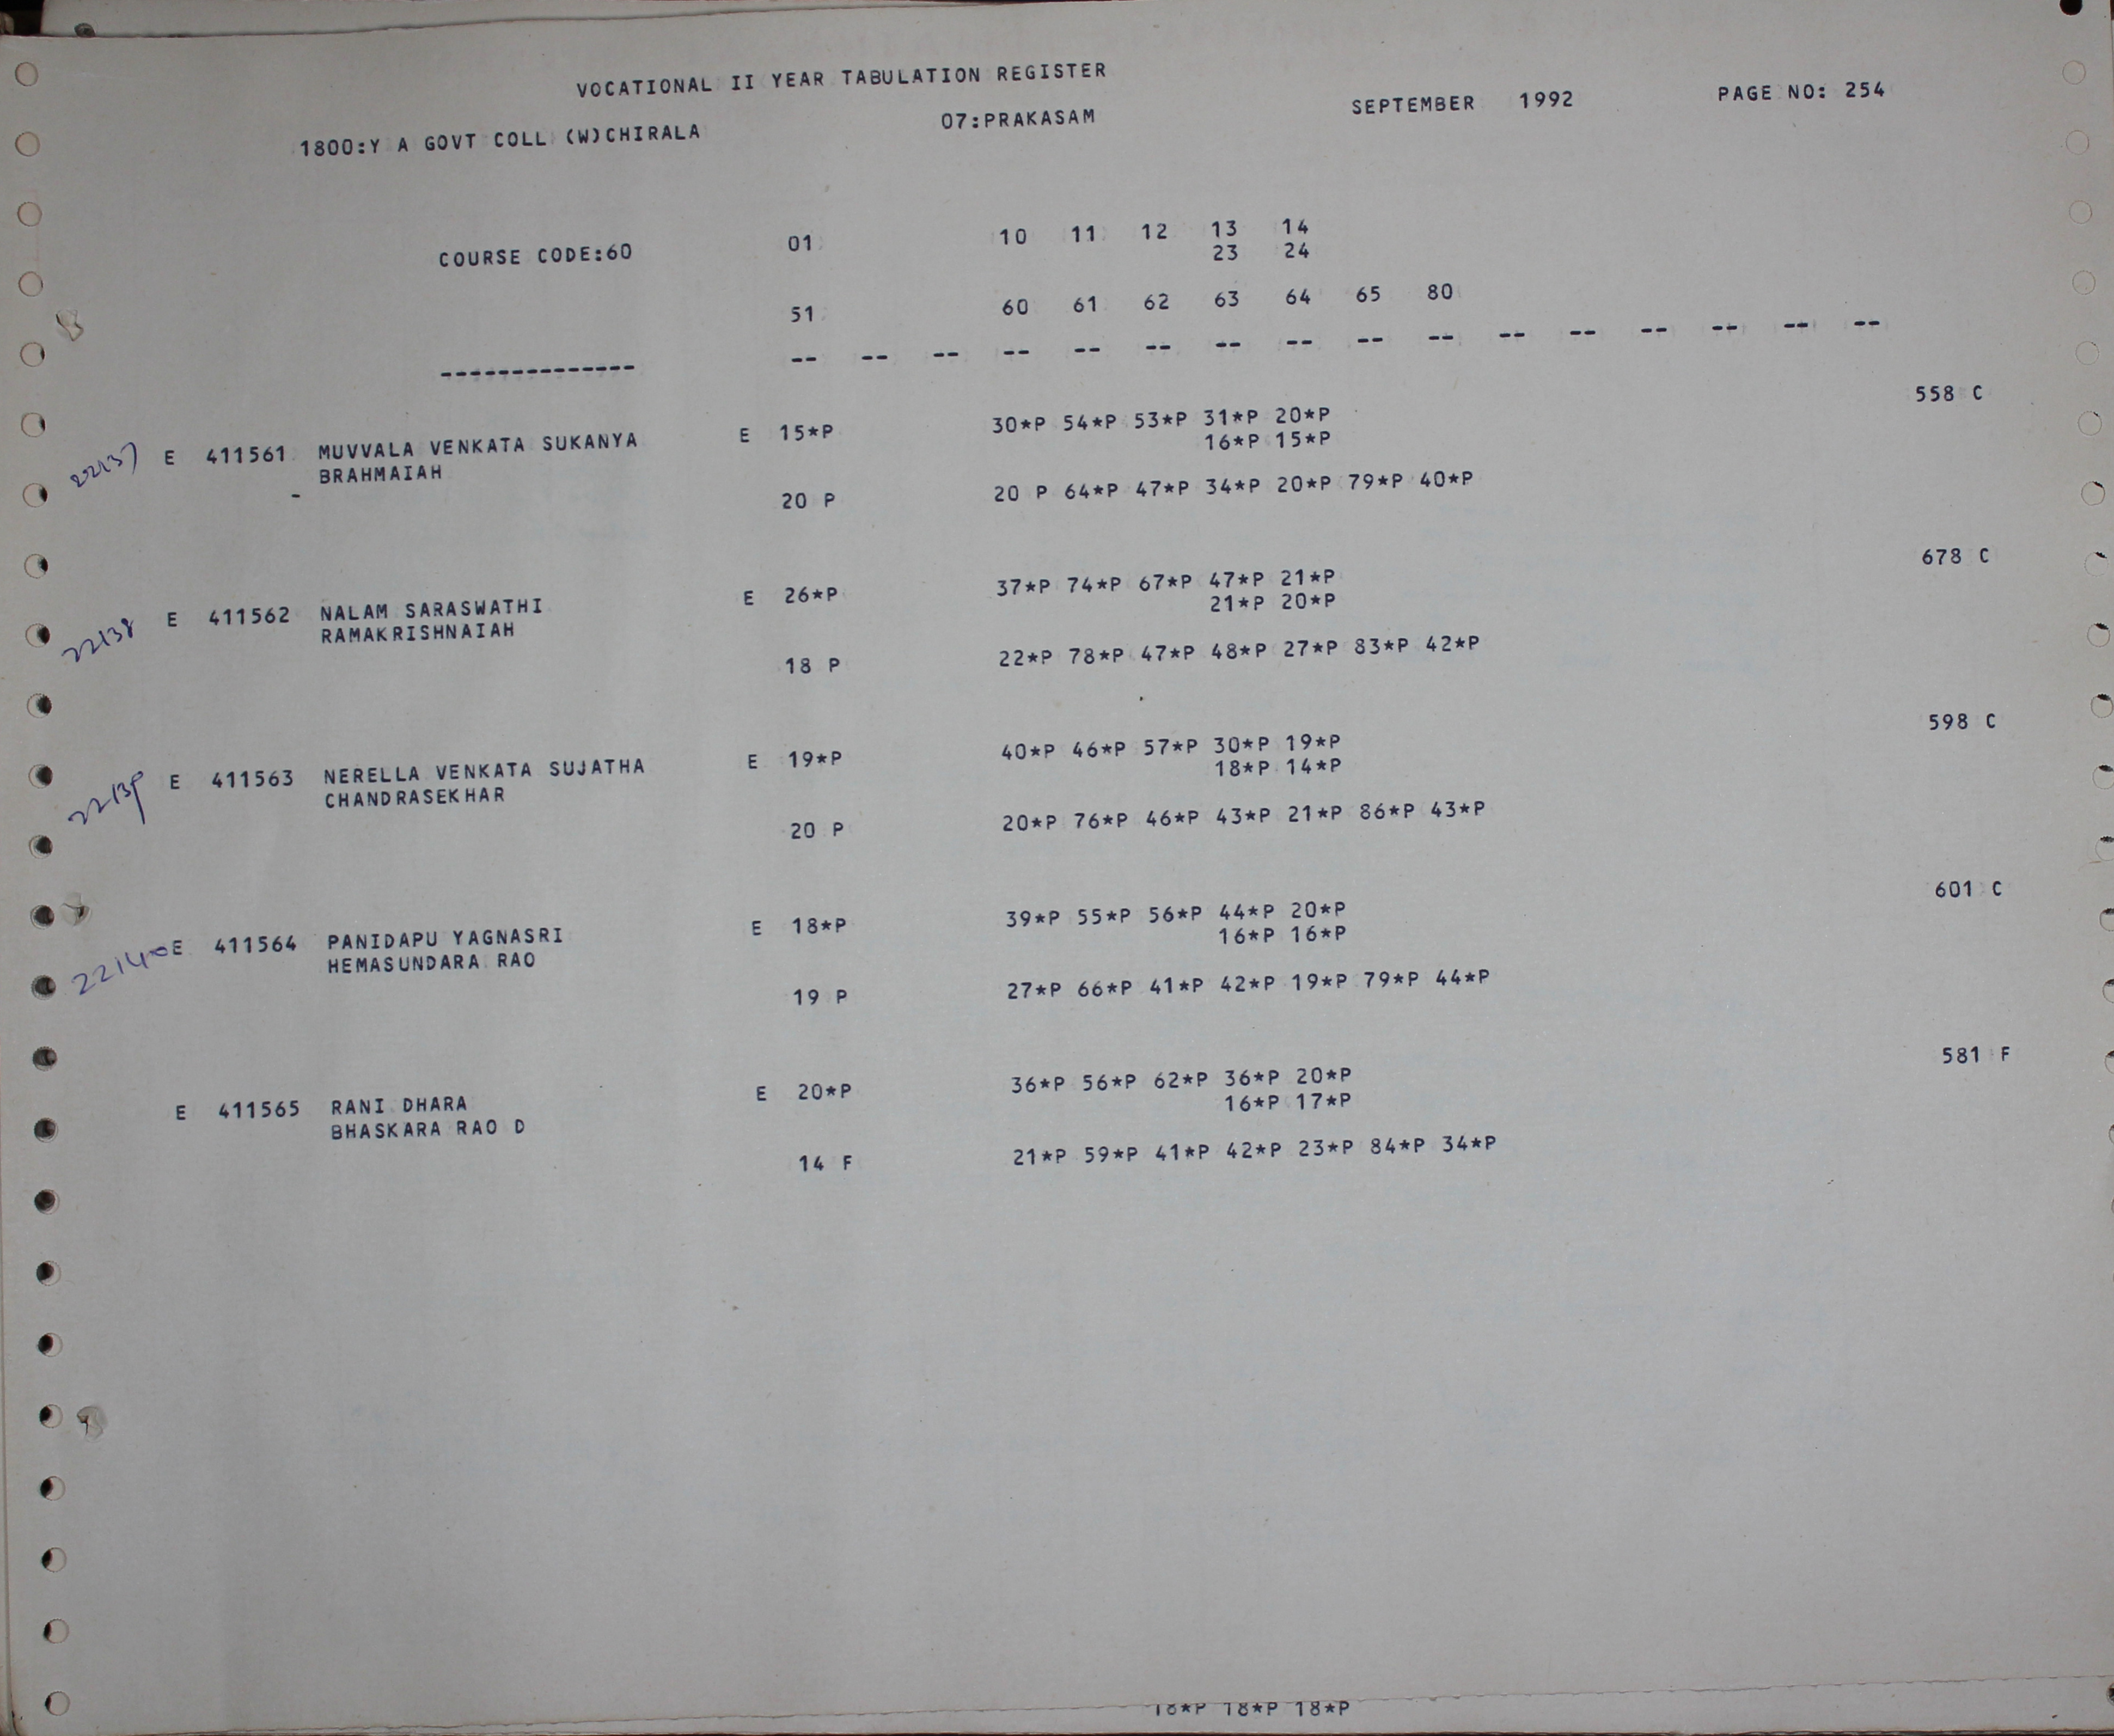 VOCATIONAL II YEAR TABULATION REGISTER
1800:Y A GOVT COLL (W)CHIRALA 07:PRAKASAM SEPTEMBER 1992 PAGE NO: 254
COURSE CODE:60 01 10 11 12 13 14
23 24
51 60 61 62 63 64 65 80
-------------- -- -- -- -- -- -- -- -- -- -- -- -- -- -- -- --
22137 E 411561 MUVVALA VENKATA SUKANYA E 15*P 30*P 54*P 53*P 31*P 20*P 558 C
BRAHMAIAH 16*P 15*P
- 20 P 20 P 64*P 47*P 34*P 20*P 79*P 40*P
22138 E 411562 NALAM SARASWATHI E 26*P 37*P 74*P 67*P 47*P 21*P 678 C
RAMAKRISHNAIAH 21*P 20*P
18 P 22*P 78*P 47*P 48*P 27*P 83*P 42*P
22139 E 411563 NERELLA VENKATA SUJATHA E 19*P 40*P 46*P 57*P 30*P 19*P 598 C
CHANDRASEKHAR 18*P 14*P
20 P 20*P 76*P 46*P 43*P 21*P 86*P 43*P
22140 E 411564 PANIDAPU YAGNASRI E 18*P 39*P 55*P 56*P 44*P 20*P 601 C
HEMASUNDARA RAO 16*P 16*P
19 P 27*P 66*P 41*P 42*P 19*P 79*P 44*P
E 411565 RANI DHARA E 20*P 36*P 56*P 62*P 36*P 20*P 581 F
BHASKARA RAO D 16*P 17*P
14 F 21*P 59*P 41*P 42*P 23*P 84*P 34*P
18*P 18*P